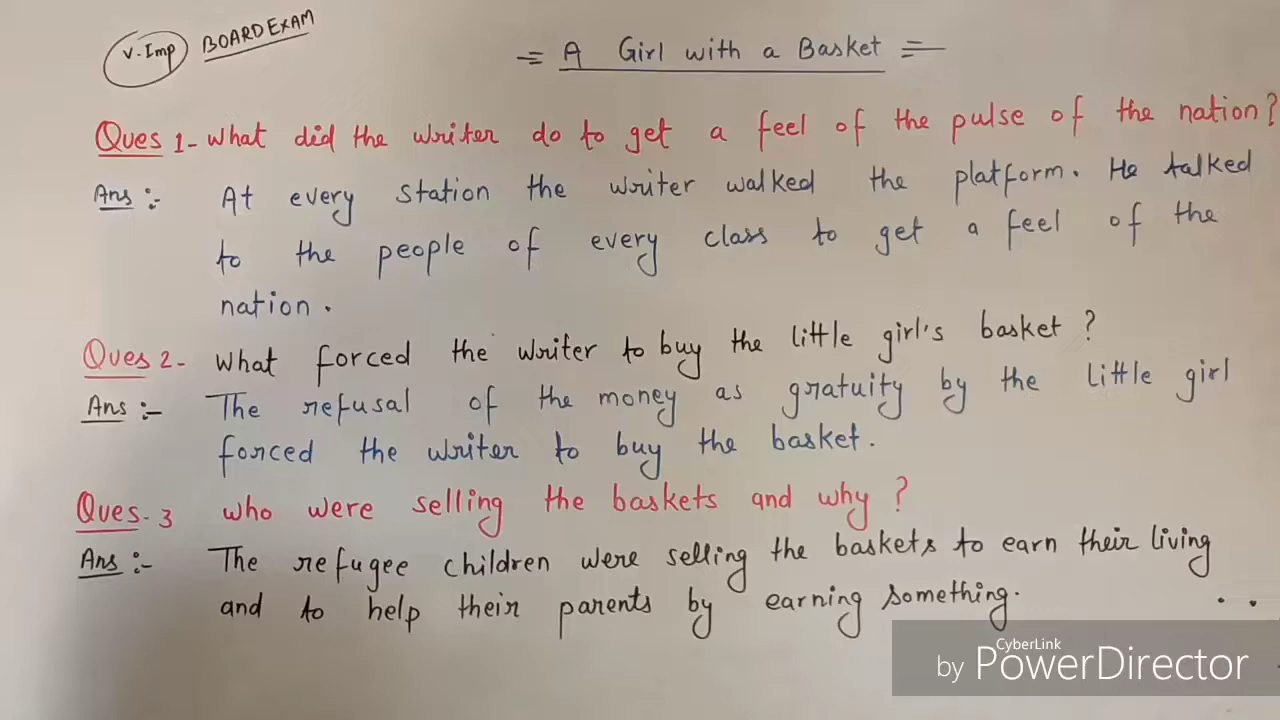 V. Imp BOARD EXAM
= A Girl with a Basket =
Ques 1 - What did the writer do to get a feel of the pulse of the nation?
Ans :- At every station the writer walked the platform. He talked
to the people of every class to get a feel of the
nation.
Ques 2 - What forced the writer to buy the little girl's basket?
Ans :- The refusal of the money as gratuity by the little girl
forced the writer to buy the basket.
Ques - 3 who were selling the baskets and why?
Ans :- The refugee children were selling the baskets to earn their living
and to help their parents by earning something. . .
CyberLink
by PowerDirector